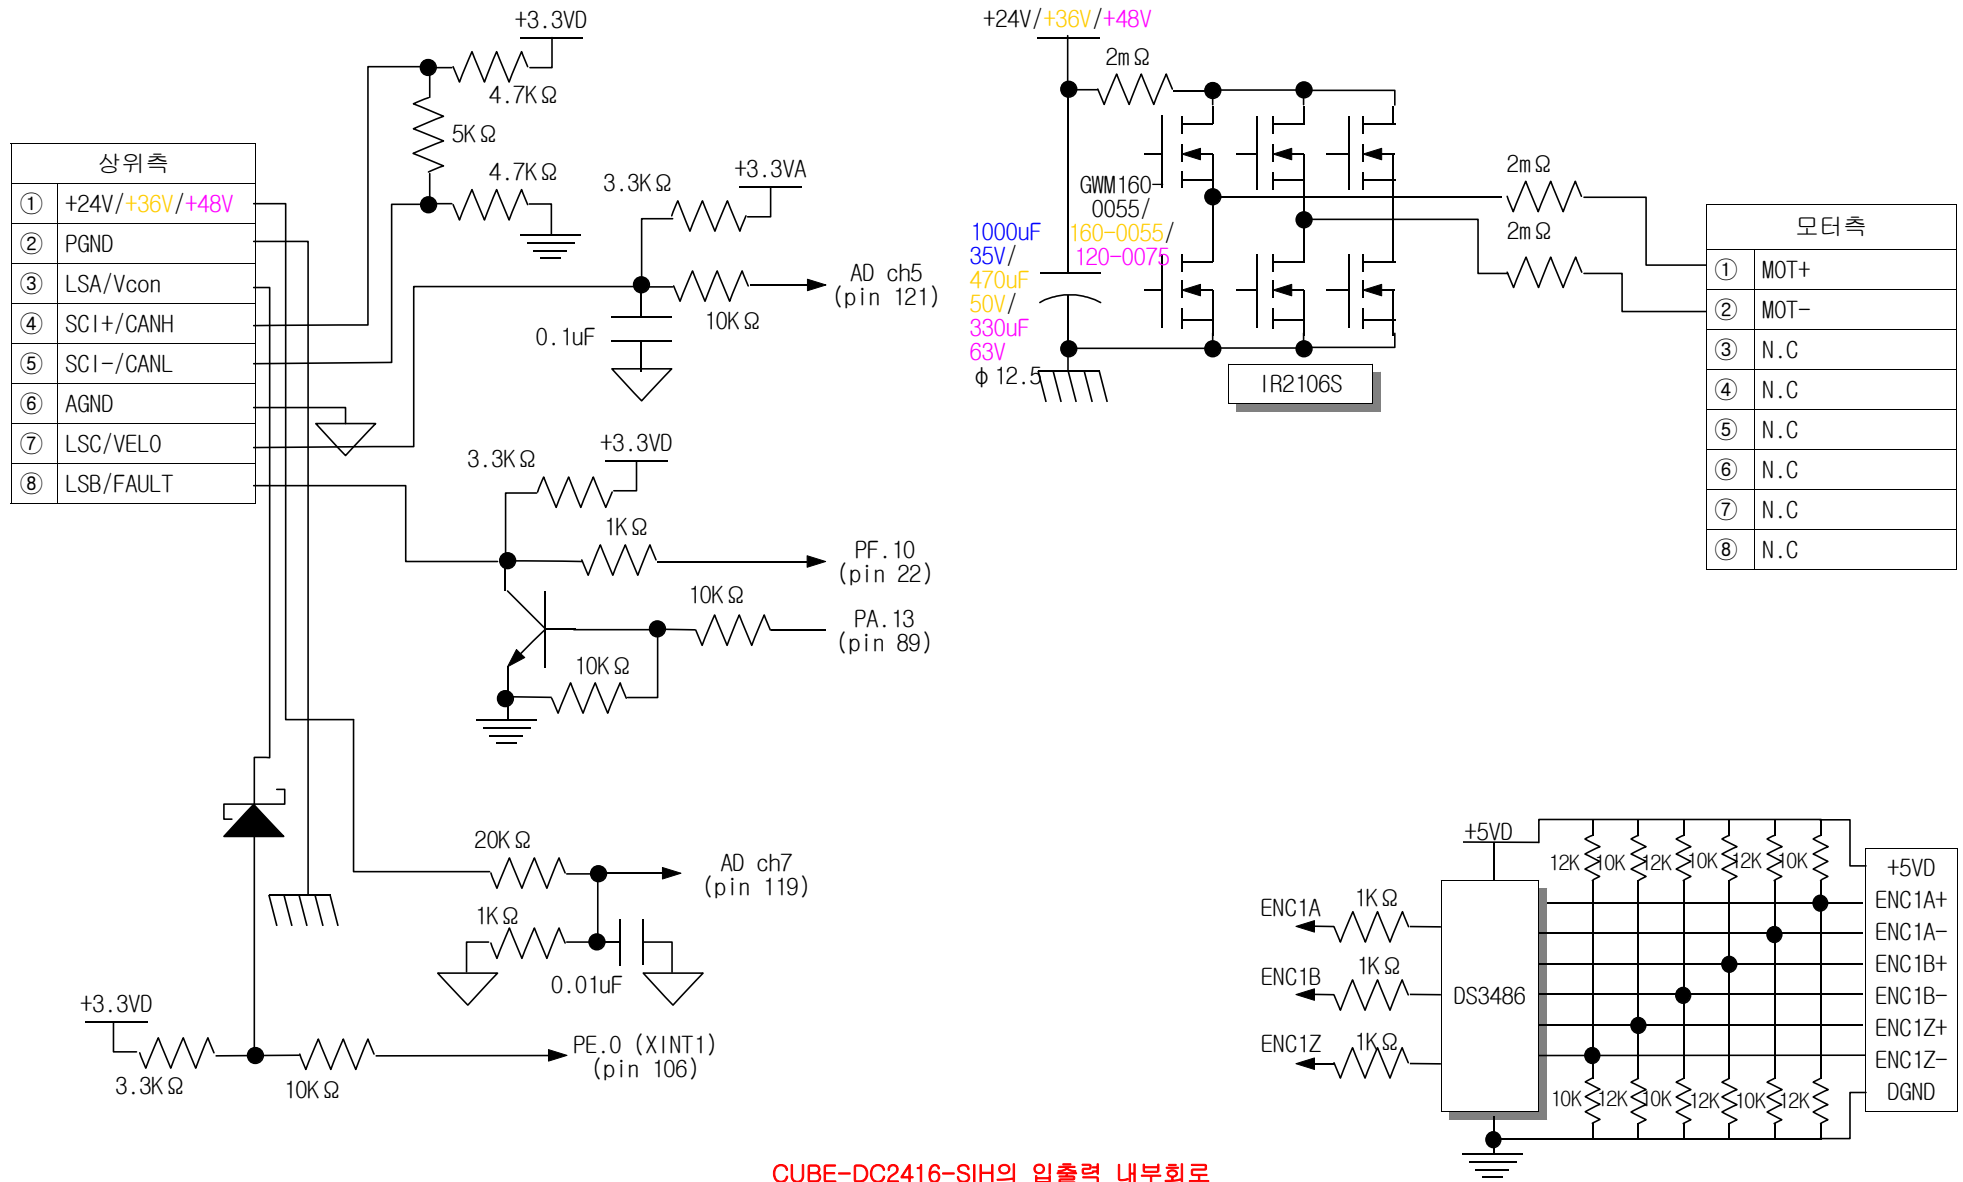 +3.3VD
4.7KΩ
5KΩ
4.7KΩ
상위측
① +24V/+36V/+48V
② PGND
③ LSA/Vcon
④ SCI+/CANH
⑤ SCI-/CANL
⑥ AGND
⑦ LSC/VELO
⑧ LSB/FAULT
+3.3VA
3.3KΩ
AD ch5
(pin 121)
10KΩ
0.1uF
+3.3VD
3.3KΩ
1KΩ
PF.10
(pin 22)
10KΩ
PA.13
(pin 89)
10KΩ
20KΩ
AD ch7
(pin 119)
1KΩ
0.01uF
+3.3VD
3.3KΩ
10KΩ
PE.0 (XINT1)
(pin 106)
+24V/+36V/+48V
2mΩ
GWM160-
0055/
160-0055/
120-0075
1000uF
35V/
470uF
50V/
330uF
63V
φ12.5
IR2106S
2mΩ
2mΩ
모터측
① MOT+
② MOT-
③ N.C
④ N.C
⑤ N.C
⑥ N.C
⑦ N.C
⑧ N.C
+5VD
12K 10K 12K 10K 12K 10K
ENC1A
1KΩ
ENC1B
1KΩ
ENC1Z
1KΩ
DS3486
+5VD
ENC1A+
ENC1A-
ENC1B+
ENC1B-
ENC1Z+
ENC1Z-
DGND
10K 12K 10K 12K 10K 12K
CUBE-DC2416-SIH의 입출력 내부회로